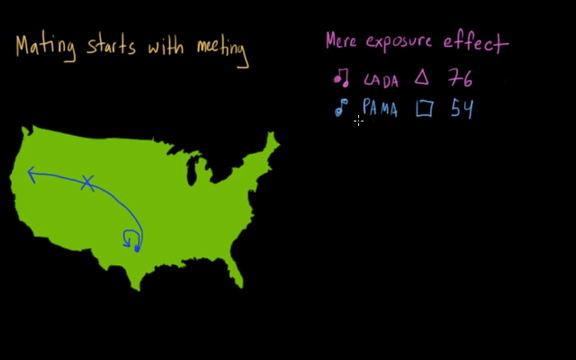 Mating starts with meeting
Mere exposure effect
♫ LADA △ 76
♪ PAMA □ 54